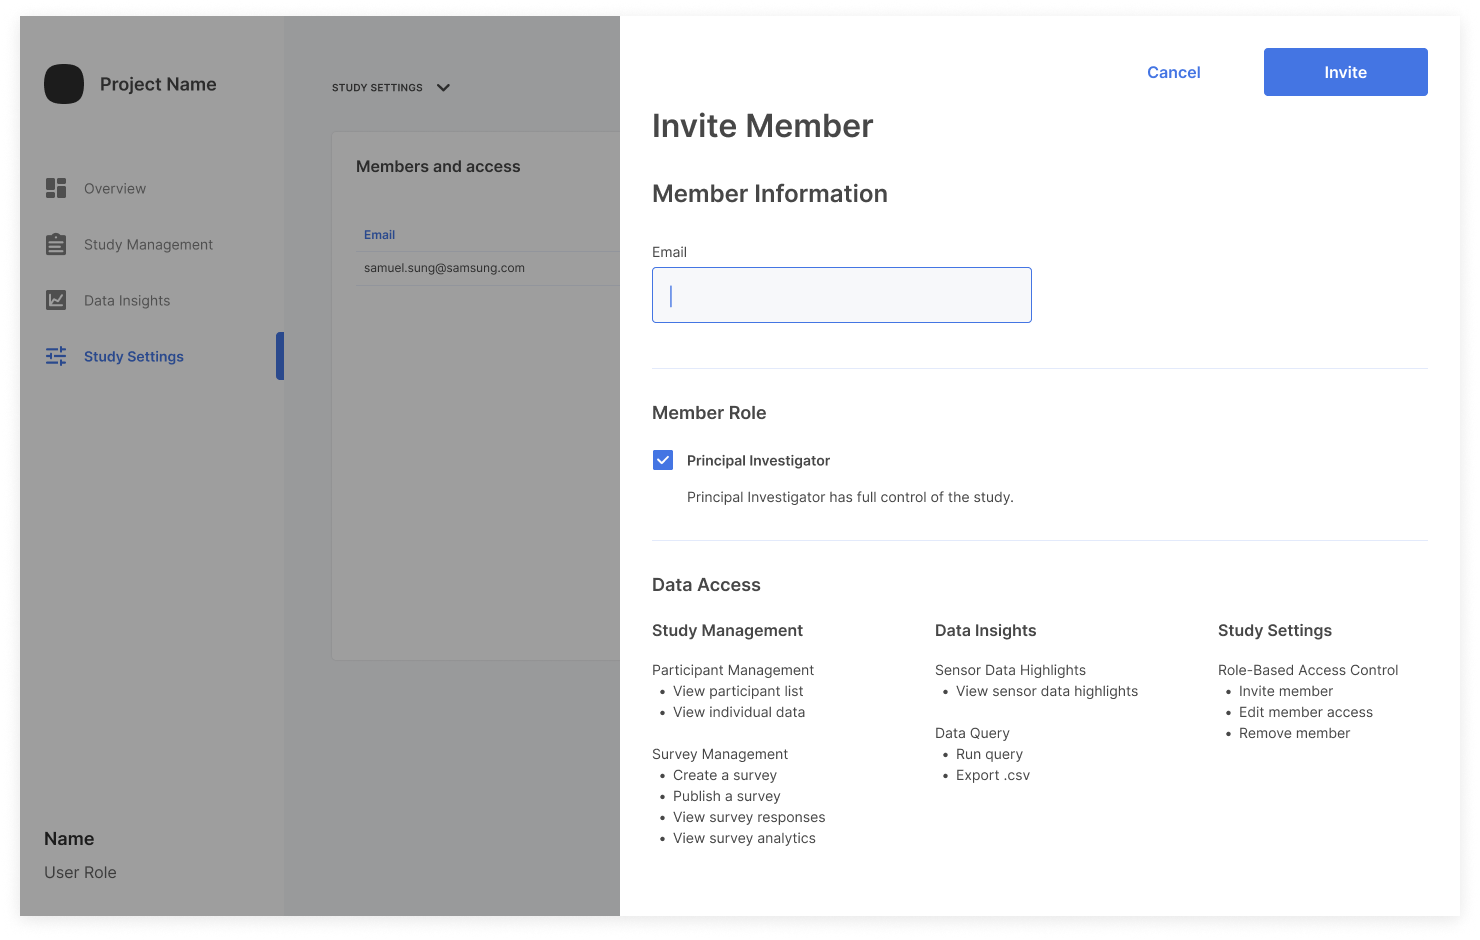 Project Name
Overview
Study Management
Data Insights
Study Settings
Name
User Role
STUDY SETTINGS
Members and access
Email
samuel.sung@samsung.com
Cancel
Invite
Invite Member
Member Information
Email
Member Role
Principal Investigator
Principal Investigator has full control of the study.
Data Access
Study Management
Participant Management
• View participant list
• View individual data
Survey Management
• Create a survey
• Publish a survey
• View survey responses
• View survey analytics
Data Insights
Sensor Data Highlights
• View sensor data highlights
Data Query
• Run query
• Export .csv
Study Settings
Role-Based Access Control
• Invite member
• Edit member access
• Remove member